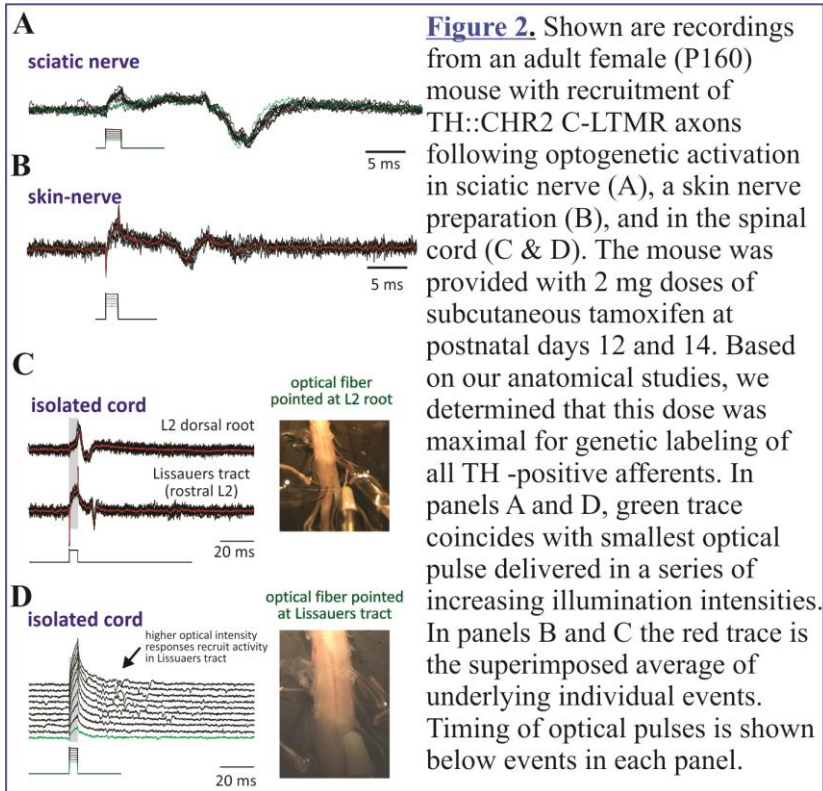 A
sciatic nerve
5 ms
B
skin-nerve
5 ms
C
isolated cord
L2 dorsal root
Lissauers tract
(rostral L2)
20 ms
optical fiber
pointed at L2 root
D
isolated cord
higher optical intensity
responses recruit activity
in Lissuaers tract
20 ms
optical fiber pointed
at Lissauers tract
Figure 2. Shown are recordings
from an adult female (P160)
mouse with recruitment of
TH::CHR2 C-LTMR axons
following optogenetic activation
in sciatic nerve (A), a skin nerve
preparation (B), and in the spinal
cord (C & D). The mouse was
provided with 2 mg doses of
subcutaneous tamoxifen at
postnatal days 12 and 14. Based
on our anatomical studies, we
determined that this dose was
maximal for genetic labeling of
all TH -positive afferents. In
panels A and D, green trace
coincides with smallest optical
pulse delivered in a series of
increasing illumination intensities.
In panels B and C the red trace is
the superimposed average of
underlying individual events.
Timing of optical pulses is shown
below events in each panel.